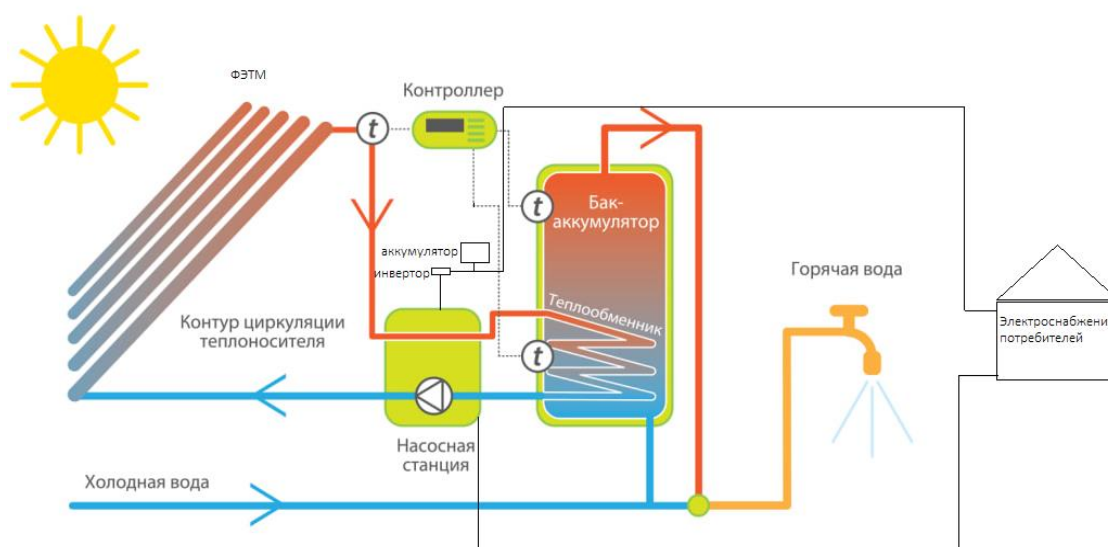 ФЭТМ
Контроллер
t
t
Бак-
аккумулятор
аккумулятор
инвертор
Горячая вода
Теплообменник
Контур циркуляции
теплоносителя
t
Электроснабжени
потребителей
Насосная
станция
Холодная вода